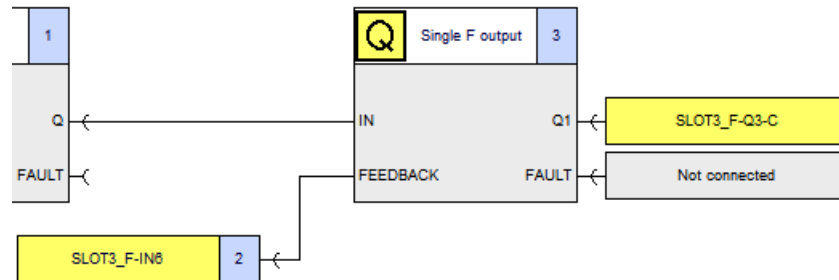 1
Q
Single F output
3
Q
IN
Q1
SLOT3_F-Q3-C
FAULT
FEEDBACK
FAULT
Not connected
SLOT3_F-IN6
2